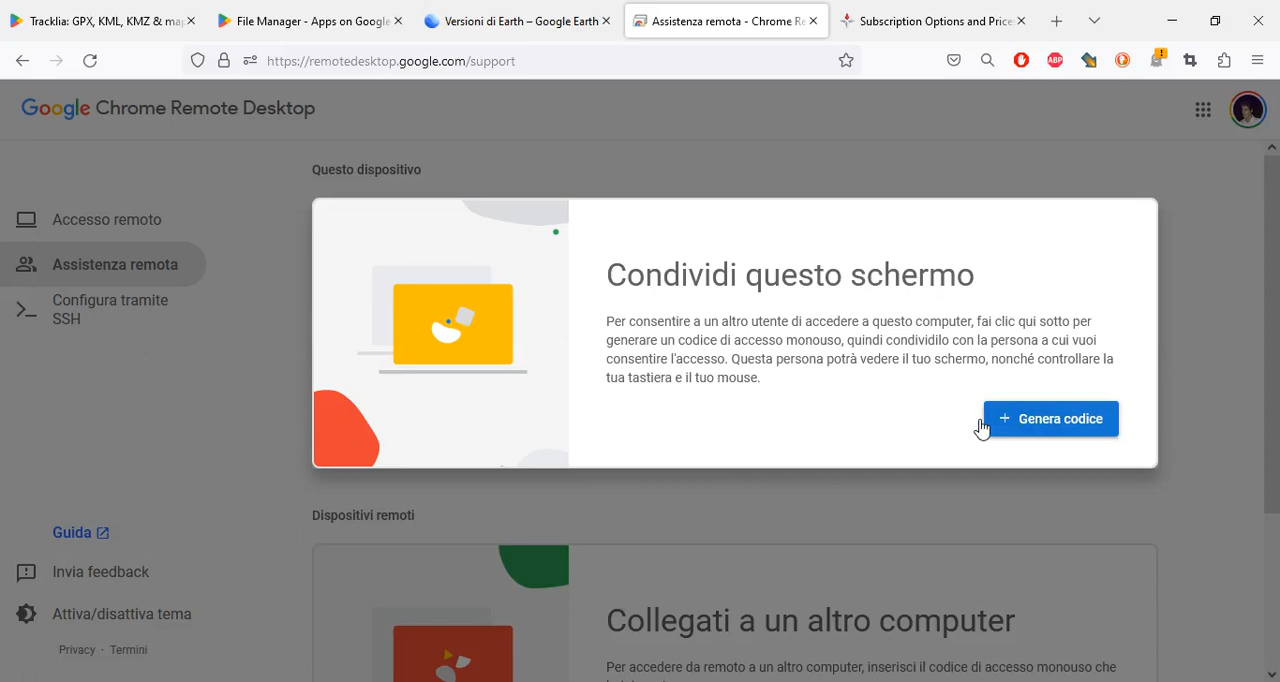 Tracklia: GPX, KML, KMZ & ma
File Manager - Apps on Google
Versioni di Earth – Google Earth
Assistenza remota - Chrome Re
Subscription Options and Price
https://remotedesktop.google.com/support
ABP
!
Google Chrome Remote Desktop
Questo dispositivo
Accesso remoto
Assistenza remota
Configura tramite
SSH
Condividi questo schermo
Per consentire a un altro utente di accedere a questo computer, fai clic qui sotto per
generare un codice di accesso monouso, quindi condividilo con la persona a cui vuoi
consentire l'accesso. Questa persona potrà vedere il tuo schermo, nonché controllare la
tua tastiera e il tuo mouse.
+ Genera codice
Dispositivi remoti
Guida
Invia feedback
Attiva/disattiva tema
Privacy · Termini
Collegati a un altro computer
Per accedere da remoto a un altro computer, inserisci il codice di accesso monouso che